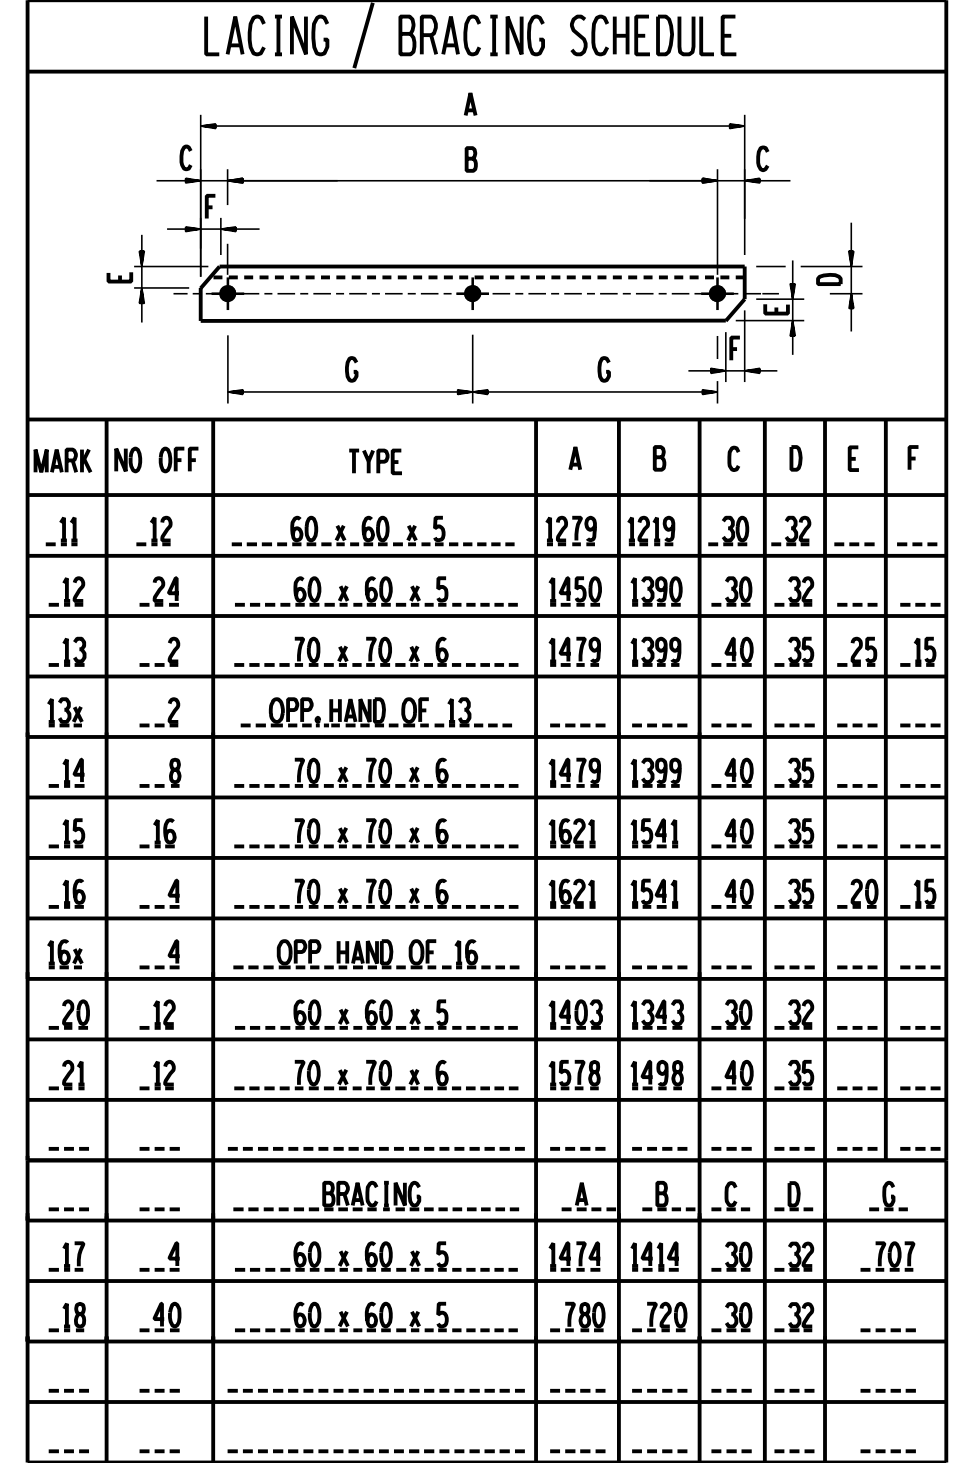 LACING / BRACING SCHEDULE
A
C B C
F
E D
E
F
G G
MARK NO OFF TYPE A B C D E F
11 12 60 x 60 x 5 1279 1219 30 32
12 24 60 x 60 x 5 1450 1390 30 32
13 2 70 x 70 x 6 1479 1399 40 35 25 15
13x 2 OPP. HAND OF 13
14 8 70 x 70 x 6 1479 1399 40 35
15 16 70 x 70 x 6 1621 1541 40 35
16 4 70 x 70 x 6 1621 1541 40 35 20 15
16x 4 OPP HAND OF 16
20 12 60 x 60 x 5 1403 1343 30 32
21 12 70 x 70 x 6 1578 1498 40 35
BRACING A B C D G
17 4 60 x 60 x 5 1474 1414 30 32 707
18 40 60 x 60 x 5 780 720 30 32